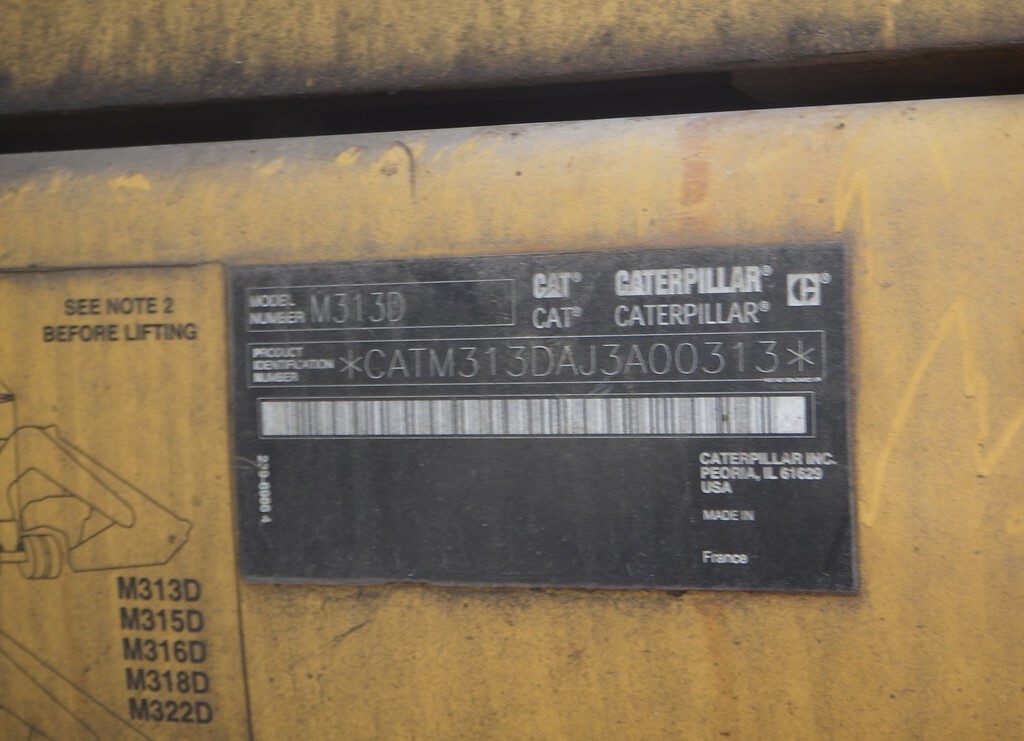 SEE NOTE 2
BEFORE LIFTING
M313D
M315D
M316D
M318D
M322D
MODEL
NUMBER M313D
CAT® CATERPILLAR®
CAT® CATERPILLAR®
PRODUCT
IDENTIFICATION
NUMBER
*CATM313DAJ3A00313*
CATERPILLAR INC.
PEORIA, IL 61629
USA
MADE IN
France